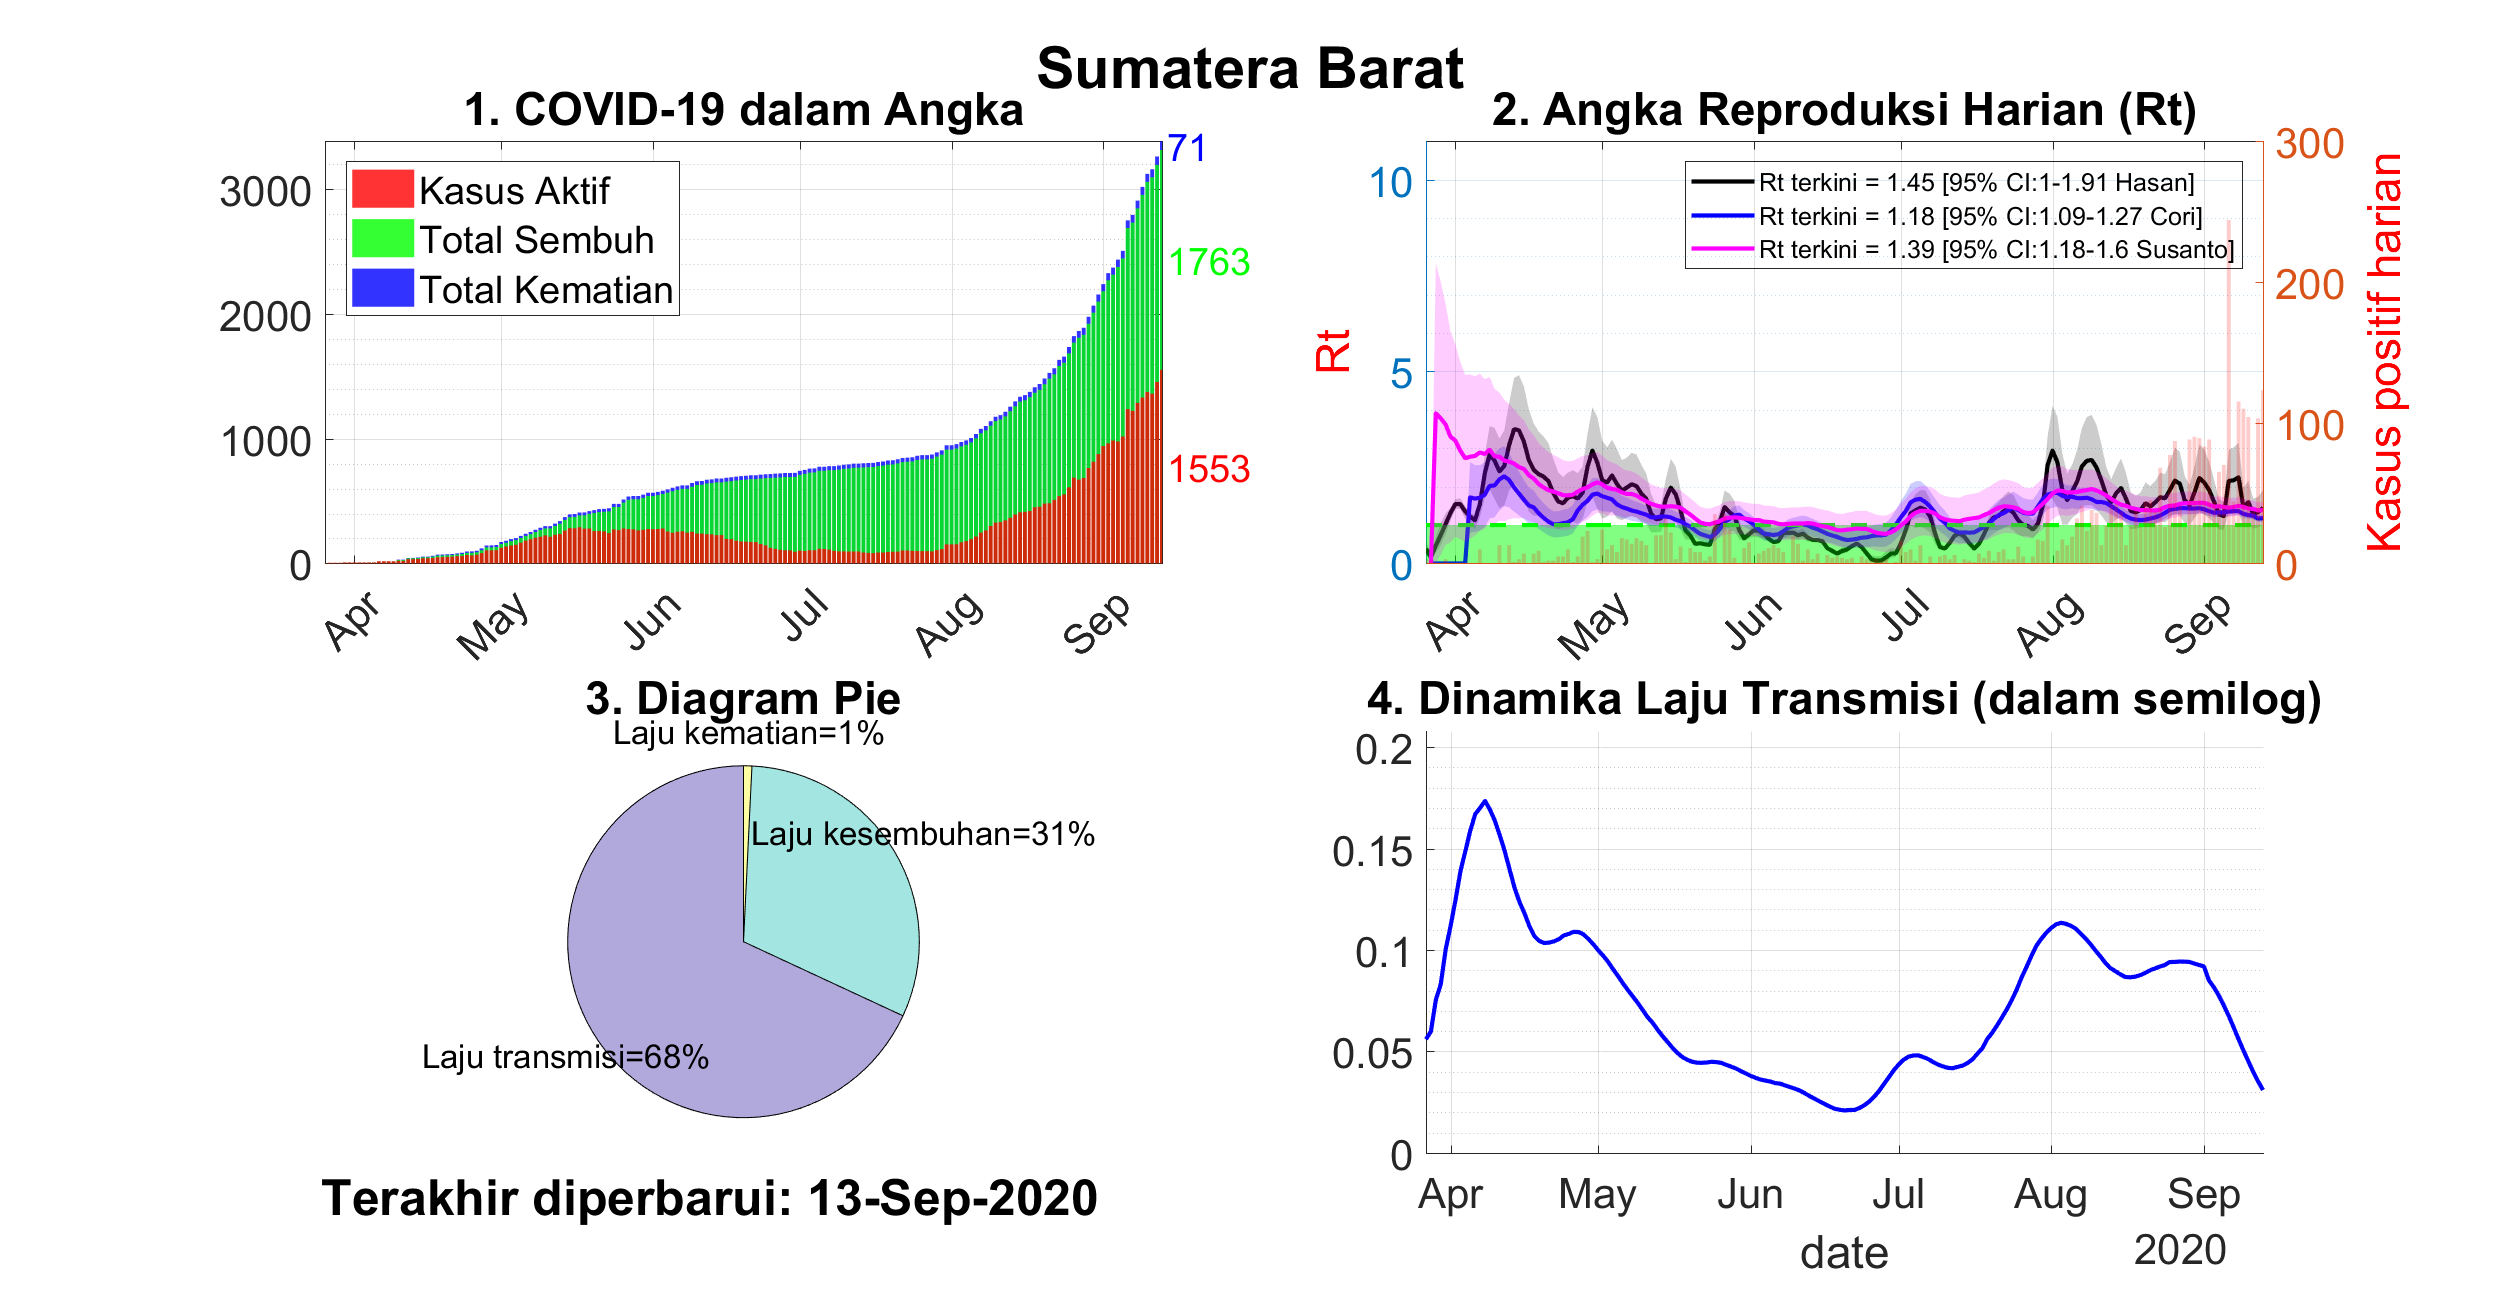 Sumatera Barat
1. COVID-19 dalam Angka
3000
2000
1000
0
Kasus Aktif
Total Sembuh
Total Kematian
71
1763
1553
Apr
May
Jun
Jul
Aug
Sep
2. Angka Reproduksi Harian (Rt)
Rt
10
5
0
Rt terkini = 1.45 [95% CI:1-1.91 Hasan]
Rt terkini = 1.18 [95% CI:1.09-1.27 Cori]
Rt terkini = 1.39 [95% CI:1.18-1.6 Susanto]
300
200
100
0
Kasus positif harian
Apr
May
Jun
Jul
Aug
Sep
3. Diagram Pie
Laju kematian=1%
Laju kesembuhan=31%
Laju transmisi=68%
Terakhir diperbarui: 13-Sep-2020
4. Dinamika Laju Transmisi (dalam semilog)
0.2
0.15
0.1
0.05
0
Apr
May
Jun
Jul
Aug
Sep
date
2020